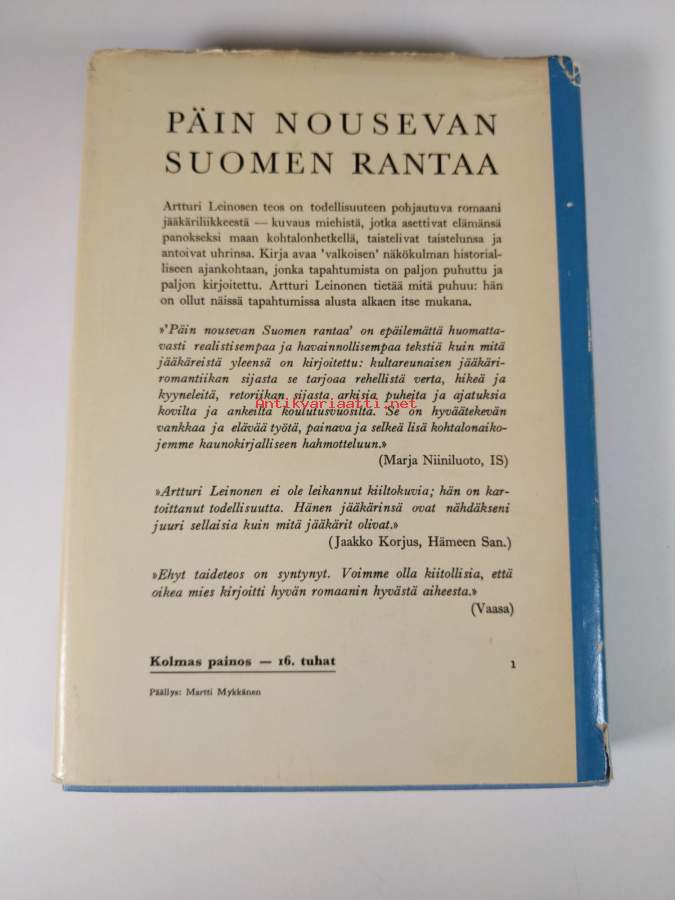 PÄIN NOUSEVAN
SUOMEN RANTAA
Artturi Leinosen teos on todellisuuteen pohjautuva romaani
jääkäriliikkeestä — kuvaus miehistä, jotka asettivat elämänsä
panokseksi maan kohtalonhetkellä, taistelivat taistelunsa ja
antoivat uhrinsa. Kirja avaa 'valkoisen' näkökulman historial-
liseen ajankohtaan, jonka tapahtumista on paljon puhuttu ja
paljon kirjoitettu. Artturi Leinonen tietää mitä puhuu: hän
on ollut näissä tapahtumissa alusta alkaen itse mukana.
»'Päin nousevan Suomen rantaa' on epäilemättä huomatta-
vasti realistisempaa ja havainnollisempaa tekstiä kuin mitä
jääkäreistä yleensä on kirjoitettu: kultareunaisen jääkäri-
romantiikan sijasta se tarjoaa rehellistä verta, hikeä ja
kyyneleitä, retoriikan sijasta arkisia puheita ja ajatuksia
Antikyariaatti.net
kovilta ja ankeilta koulutusvuosilta. Se on hyväätekevän
vankkaa ja elävää työtä, painava ja selkeä lisä kohtalonaiko-
jemme kaunokirjalliseen hahmotteluun.»
(Marja Niiniluoto, IS)
»Artturi Leinonen ei ole leikannut kiiltokuvia; hän on kar-
toittanut todellisuutta. Hänen jääkärinsä ovat nähdäkseni
juuri sellaisia kuin mitä jääkärit olivat.»
(Jaakko Korjus, Hämeen San.)
»Ehyt taideteos on syntynyt. Voimme olla kiitollisia, että
oikea mies kirjoitti hyvän romaanin hyvästä aiheesta.»
(Vaasa)
Kolmas painos — 16. tuhat
1
Päällys: Martti Mykkänen